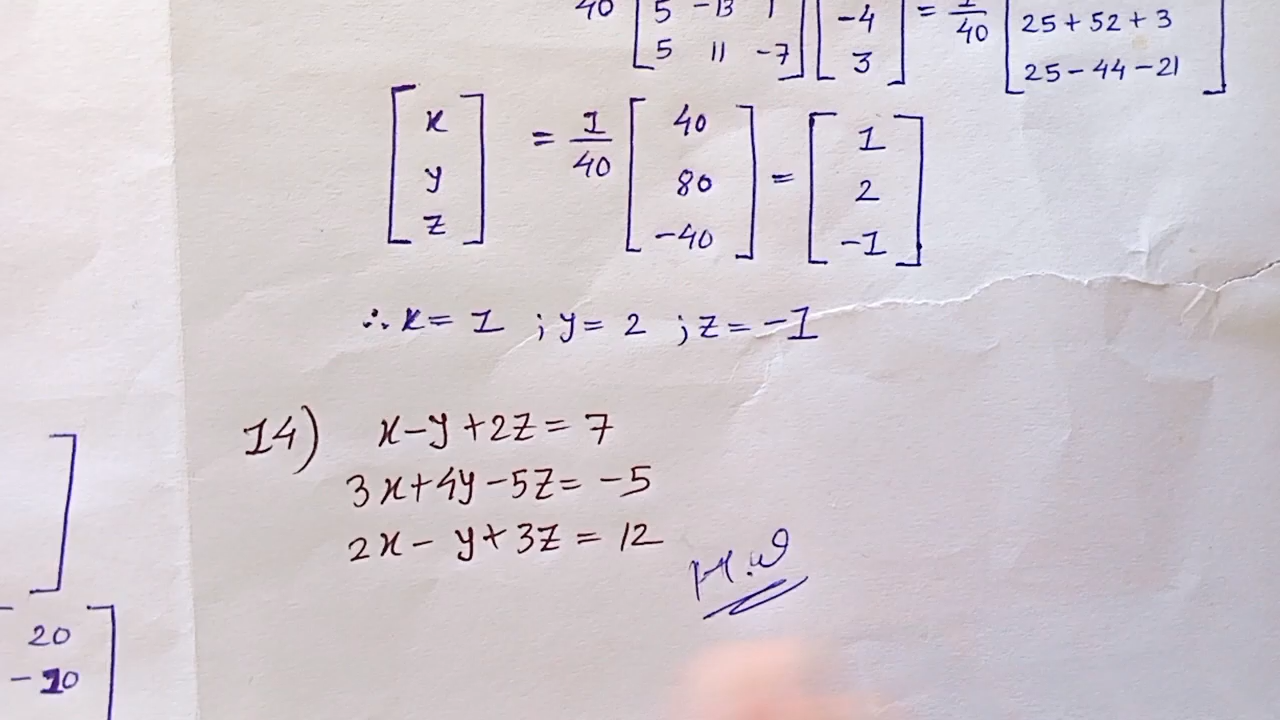 40 [5 -13 1] [-4] = 1/40 [25+52+3]
[5 11 -7] [3] [25-44-21]
[x] = 1/40 [40] = [1]
[y] [80] [2]
[z] [-40] [-1]
∴ x = 1 ; y = 2 ; z = -1
14) x - y + 2z = 7
3x + 4y - 5z = -5
2x - y + 3z = 12
H.W
20
-10